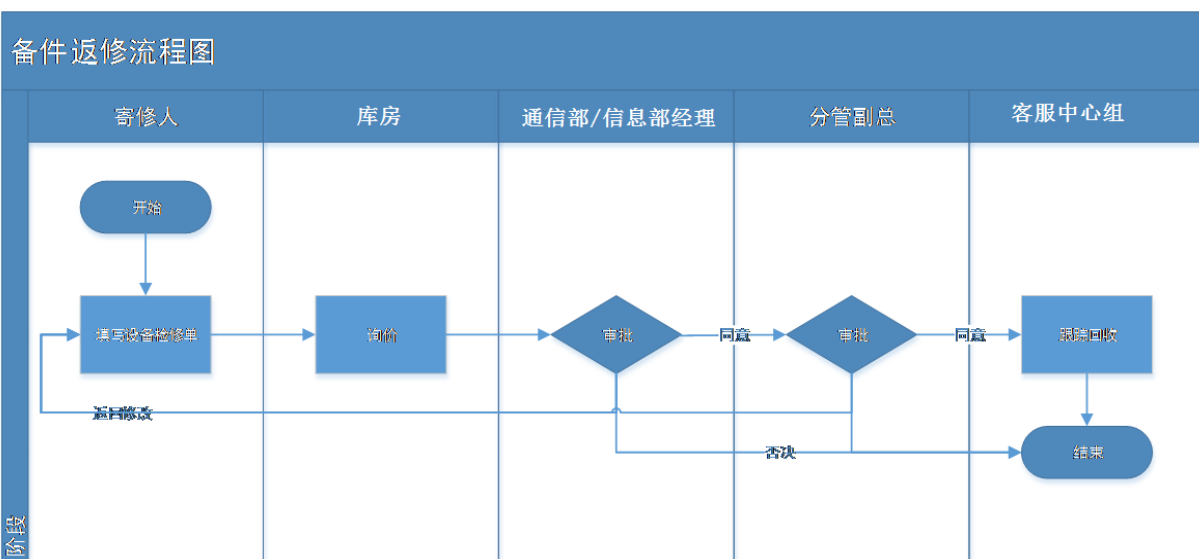 备件返修流程图
寄修人
库房
通信部/信息部经理
分管副总
客服中心组
开始
填写设备检修单
询价
审批
同意
审批
同意
跟踪回收
返回修改
否决
结束
阶段